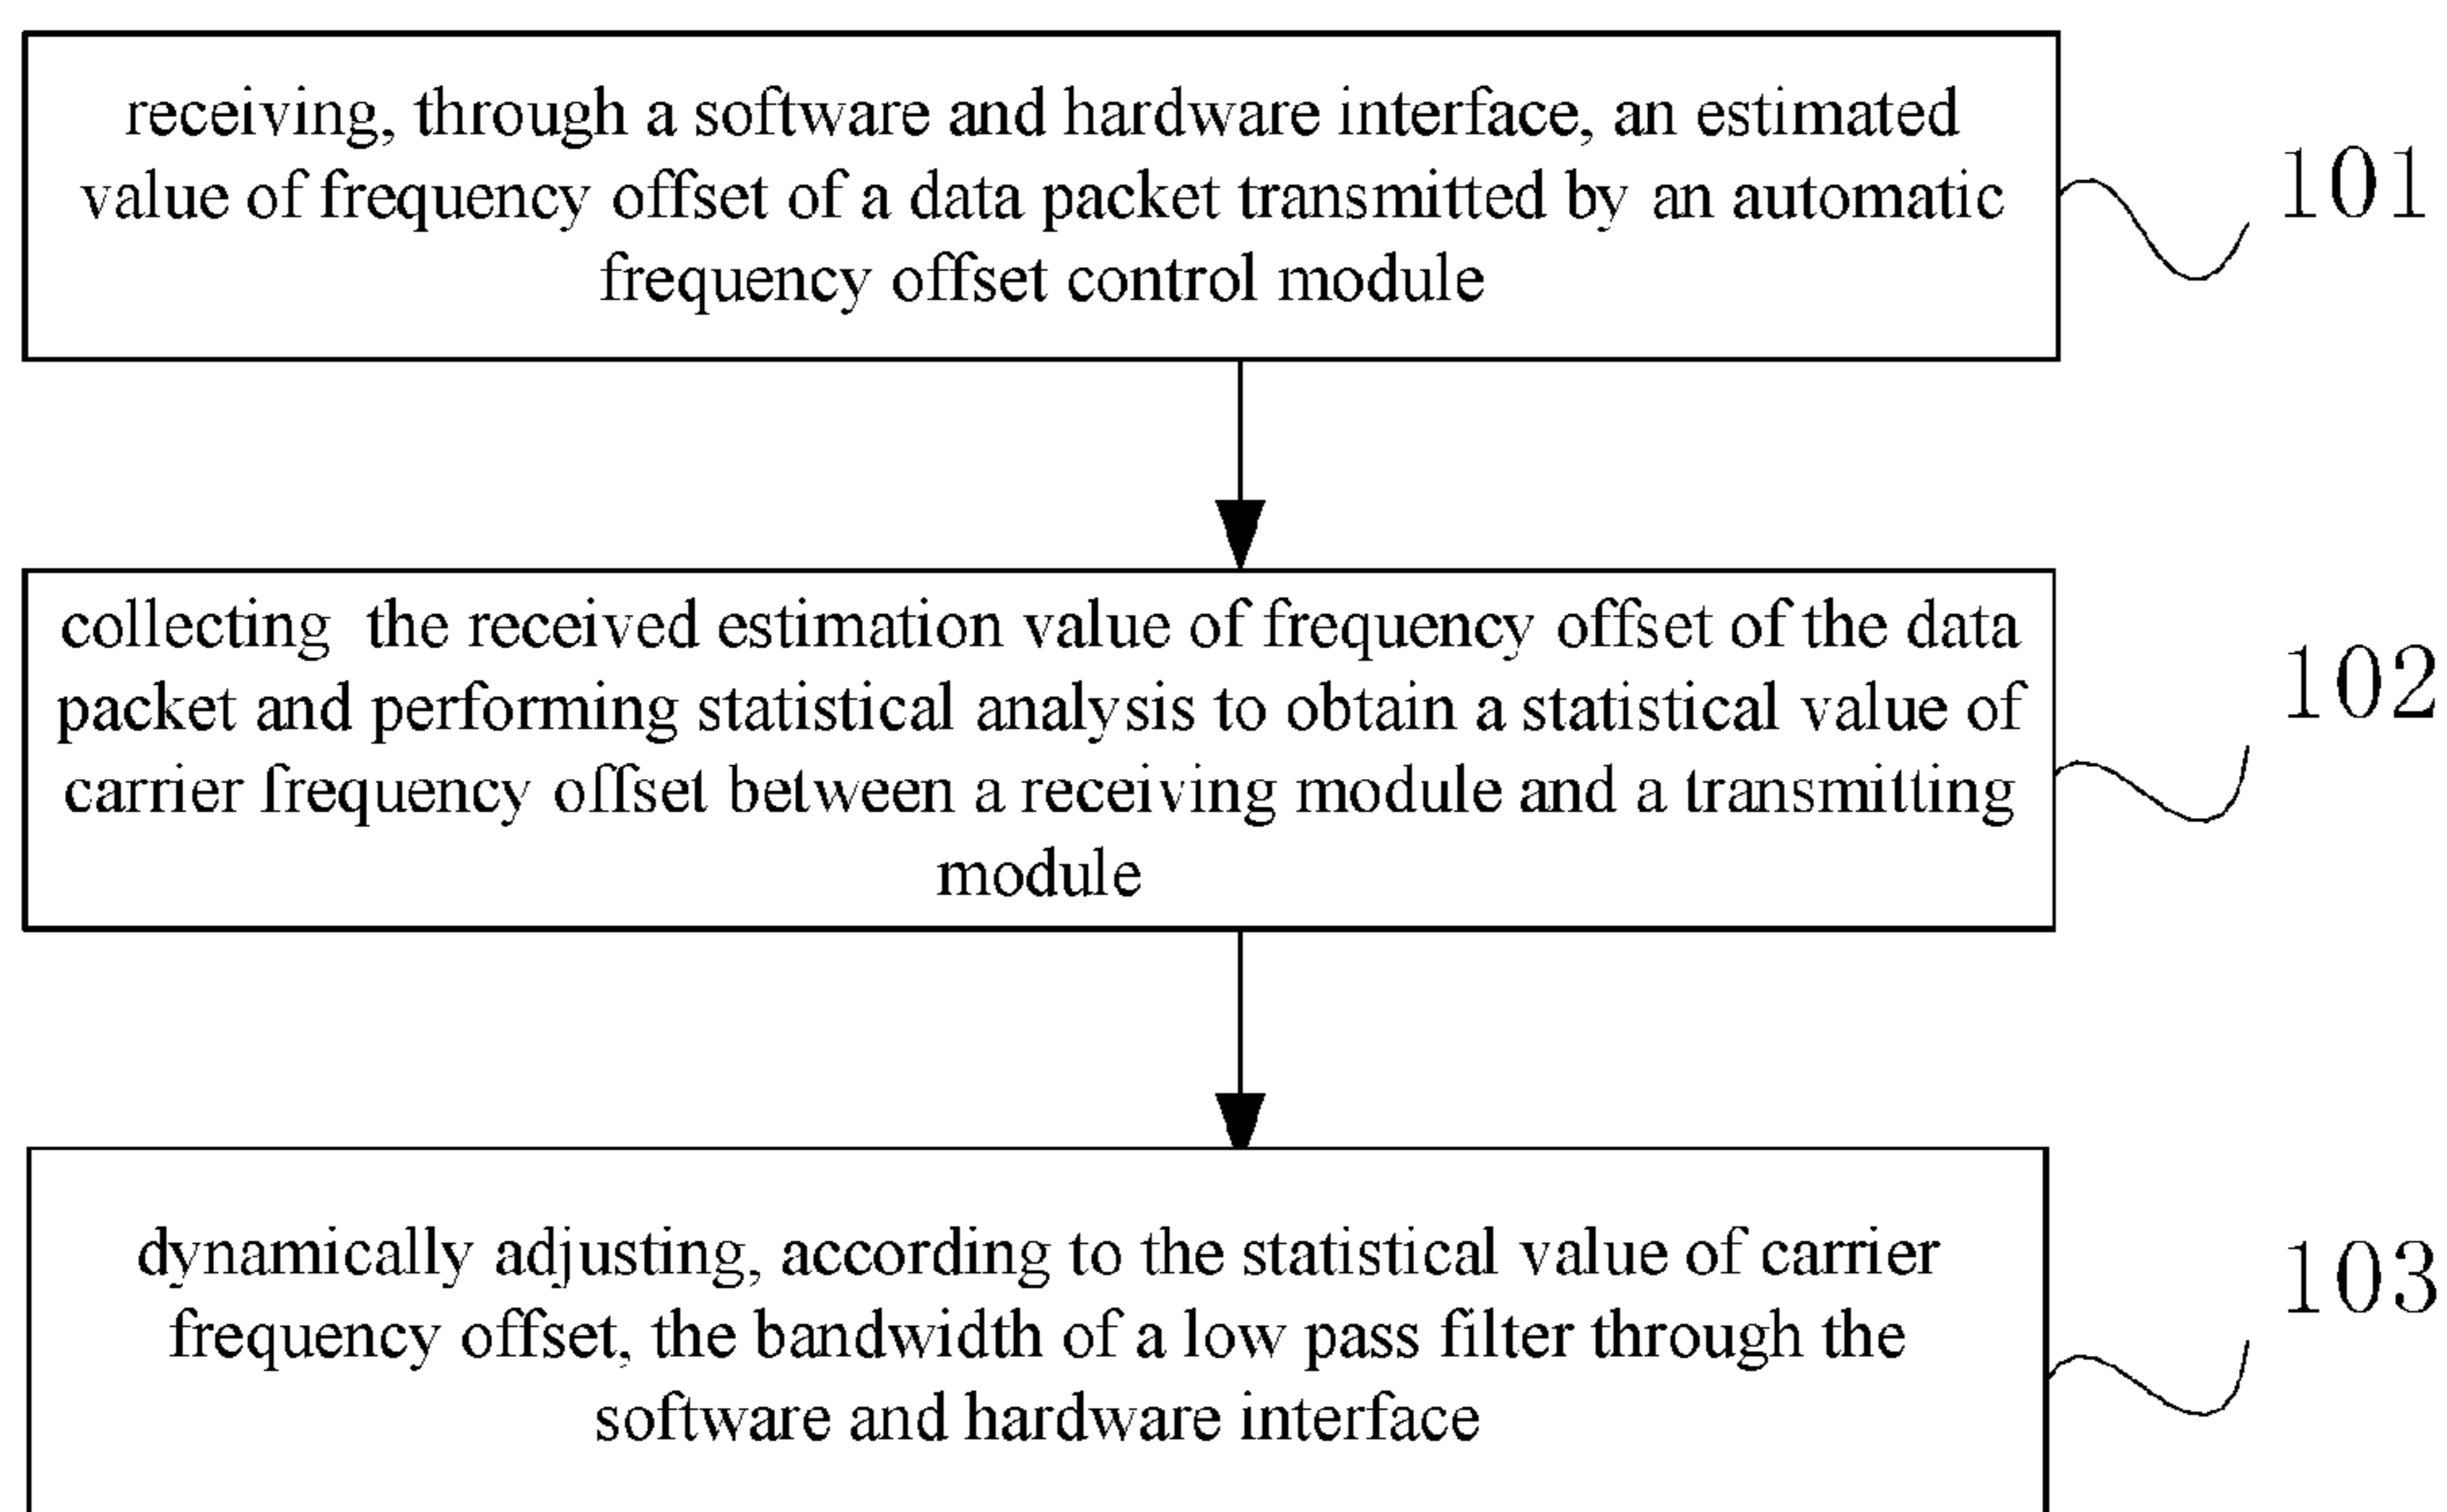 receiving, through a software and hardware interface, an estimated
value of frequency offset of a data packet transmitted by an automatic
frequency offset control module
101
collecting the received estimation value of frequency offset of the data
packet and performing statistical analysis to obtain a statistical value of
carrier frequency offset between a receiving module and a transmitting
module
102
dynamically adjusting, according to the statistical value of carrier
frequency offset, the bandwidth of a low pass filter through the
software and hardware interface
103